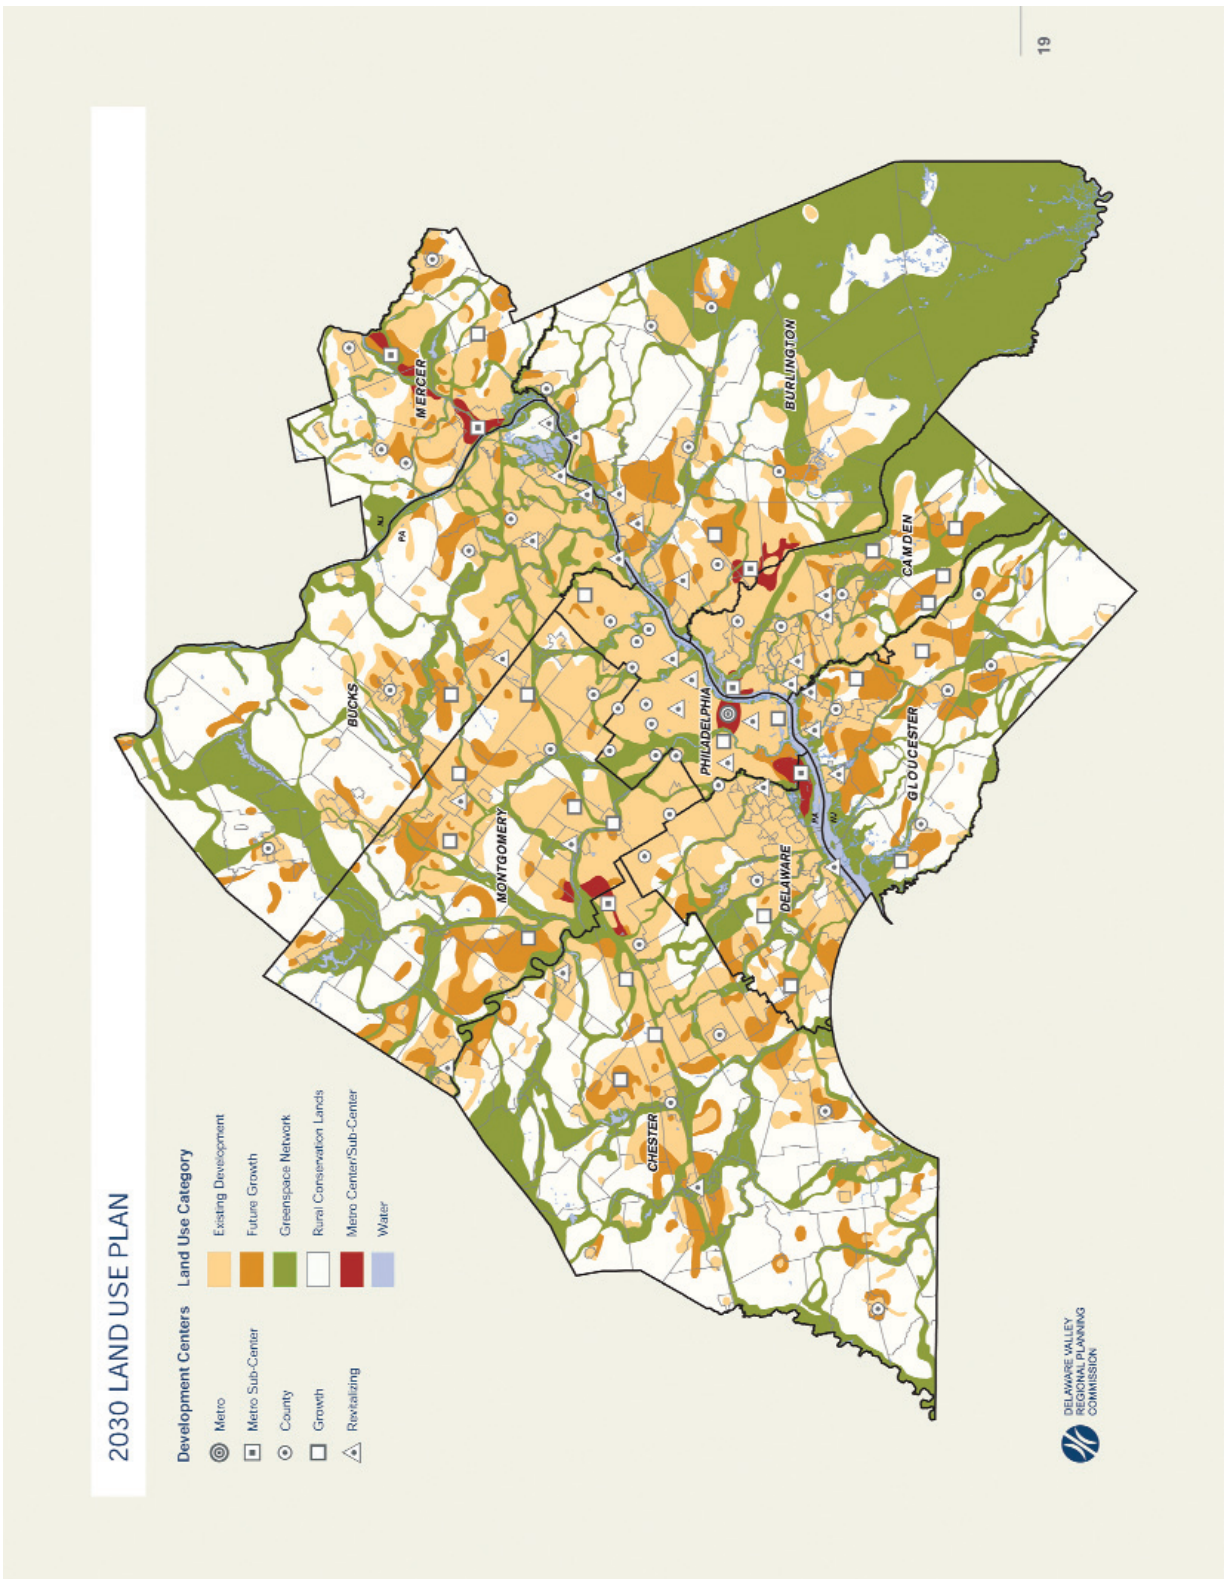 2030 LAND USE PLAN
Development Centers
Metro
Metro Sub-Center
County
Growth
Revitalizing
Land Use Category
Existing Development
Future Growth
Greenspace Network
Rural Conservation Lands
Metro Center/Sub-Center
Water
BUCKS
MERCER
NJ
PA
MONTGOMERY
PHILADELPHIA
BURLINGTON
CHESTER
DELAWARE
PA
NJ
CAMDEN
GLOUCESTER
DELAWARE VALLEY
REGIONAL PLANNING
COMMISSION
19